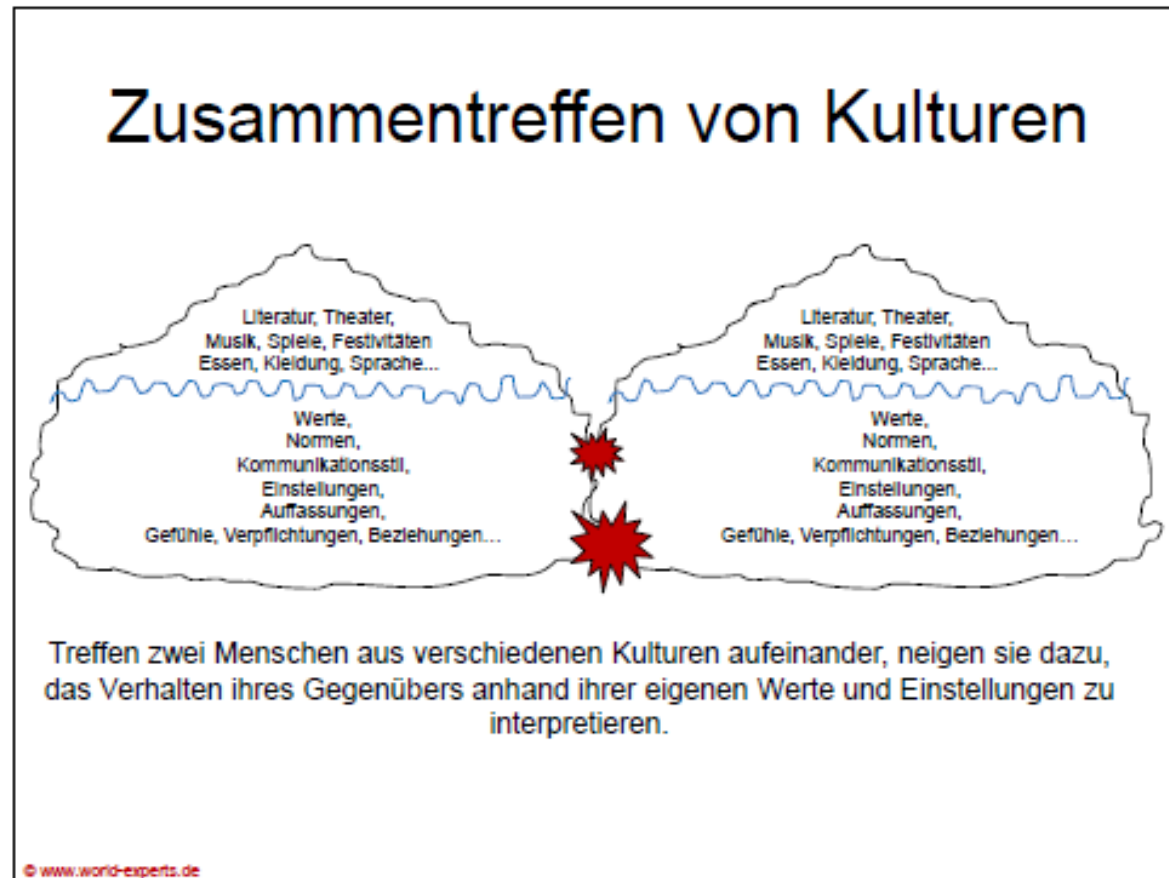 Zusammentreffen von Kulturen
Literatur, Theater,
Musik, Spiele, Festivitäten
Essen, Kleidung, Sprache...
Werte,
Normen,
Kommunikationsstil,
Einstellungen,
Auffassungen,
Gefühle, Verpflichtungen, Beziehungen...
Literatur, Theater,
Musik, Spiele, Festivitäten
Essen, Kleidung, Sprache...
Werte,
Normen,
Kommunikationsstil,
Einstellungen,
Auffassungen,
Gefühle, Verpflichtungen, Beziehungen...
Treffen zwei Menschen aus verschiedenen Kulturen aufeinander, neigen sie dazu,
das Verhalten ihres Gegenübers anhand ihrer eigenen Werte und Einstellungen zu
interpretieren.
© www.world-experts.de